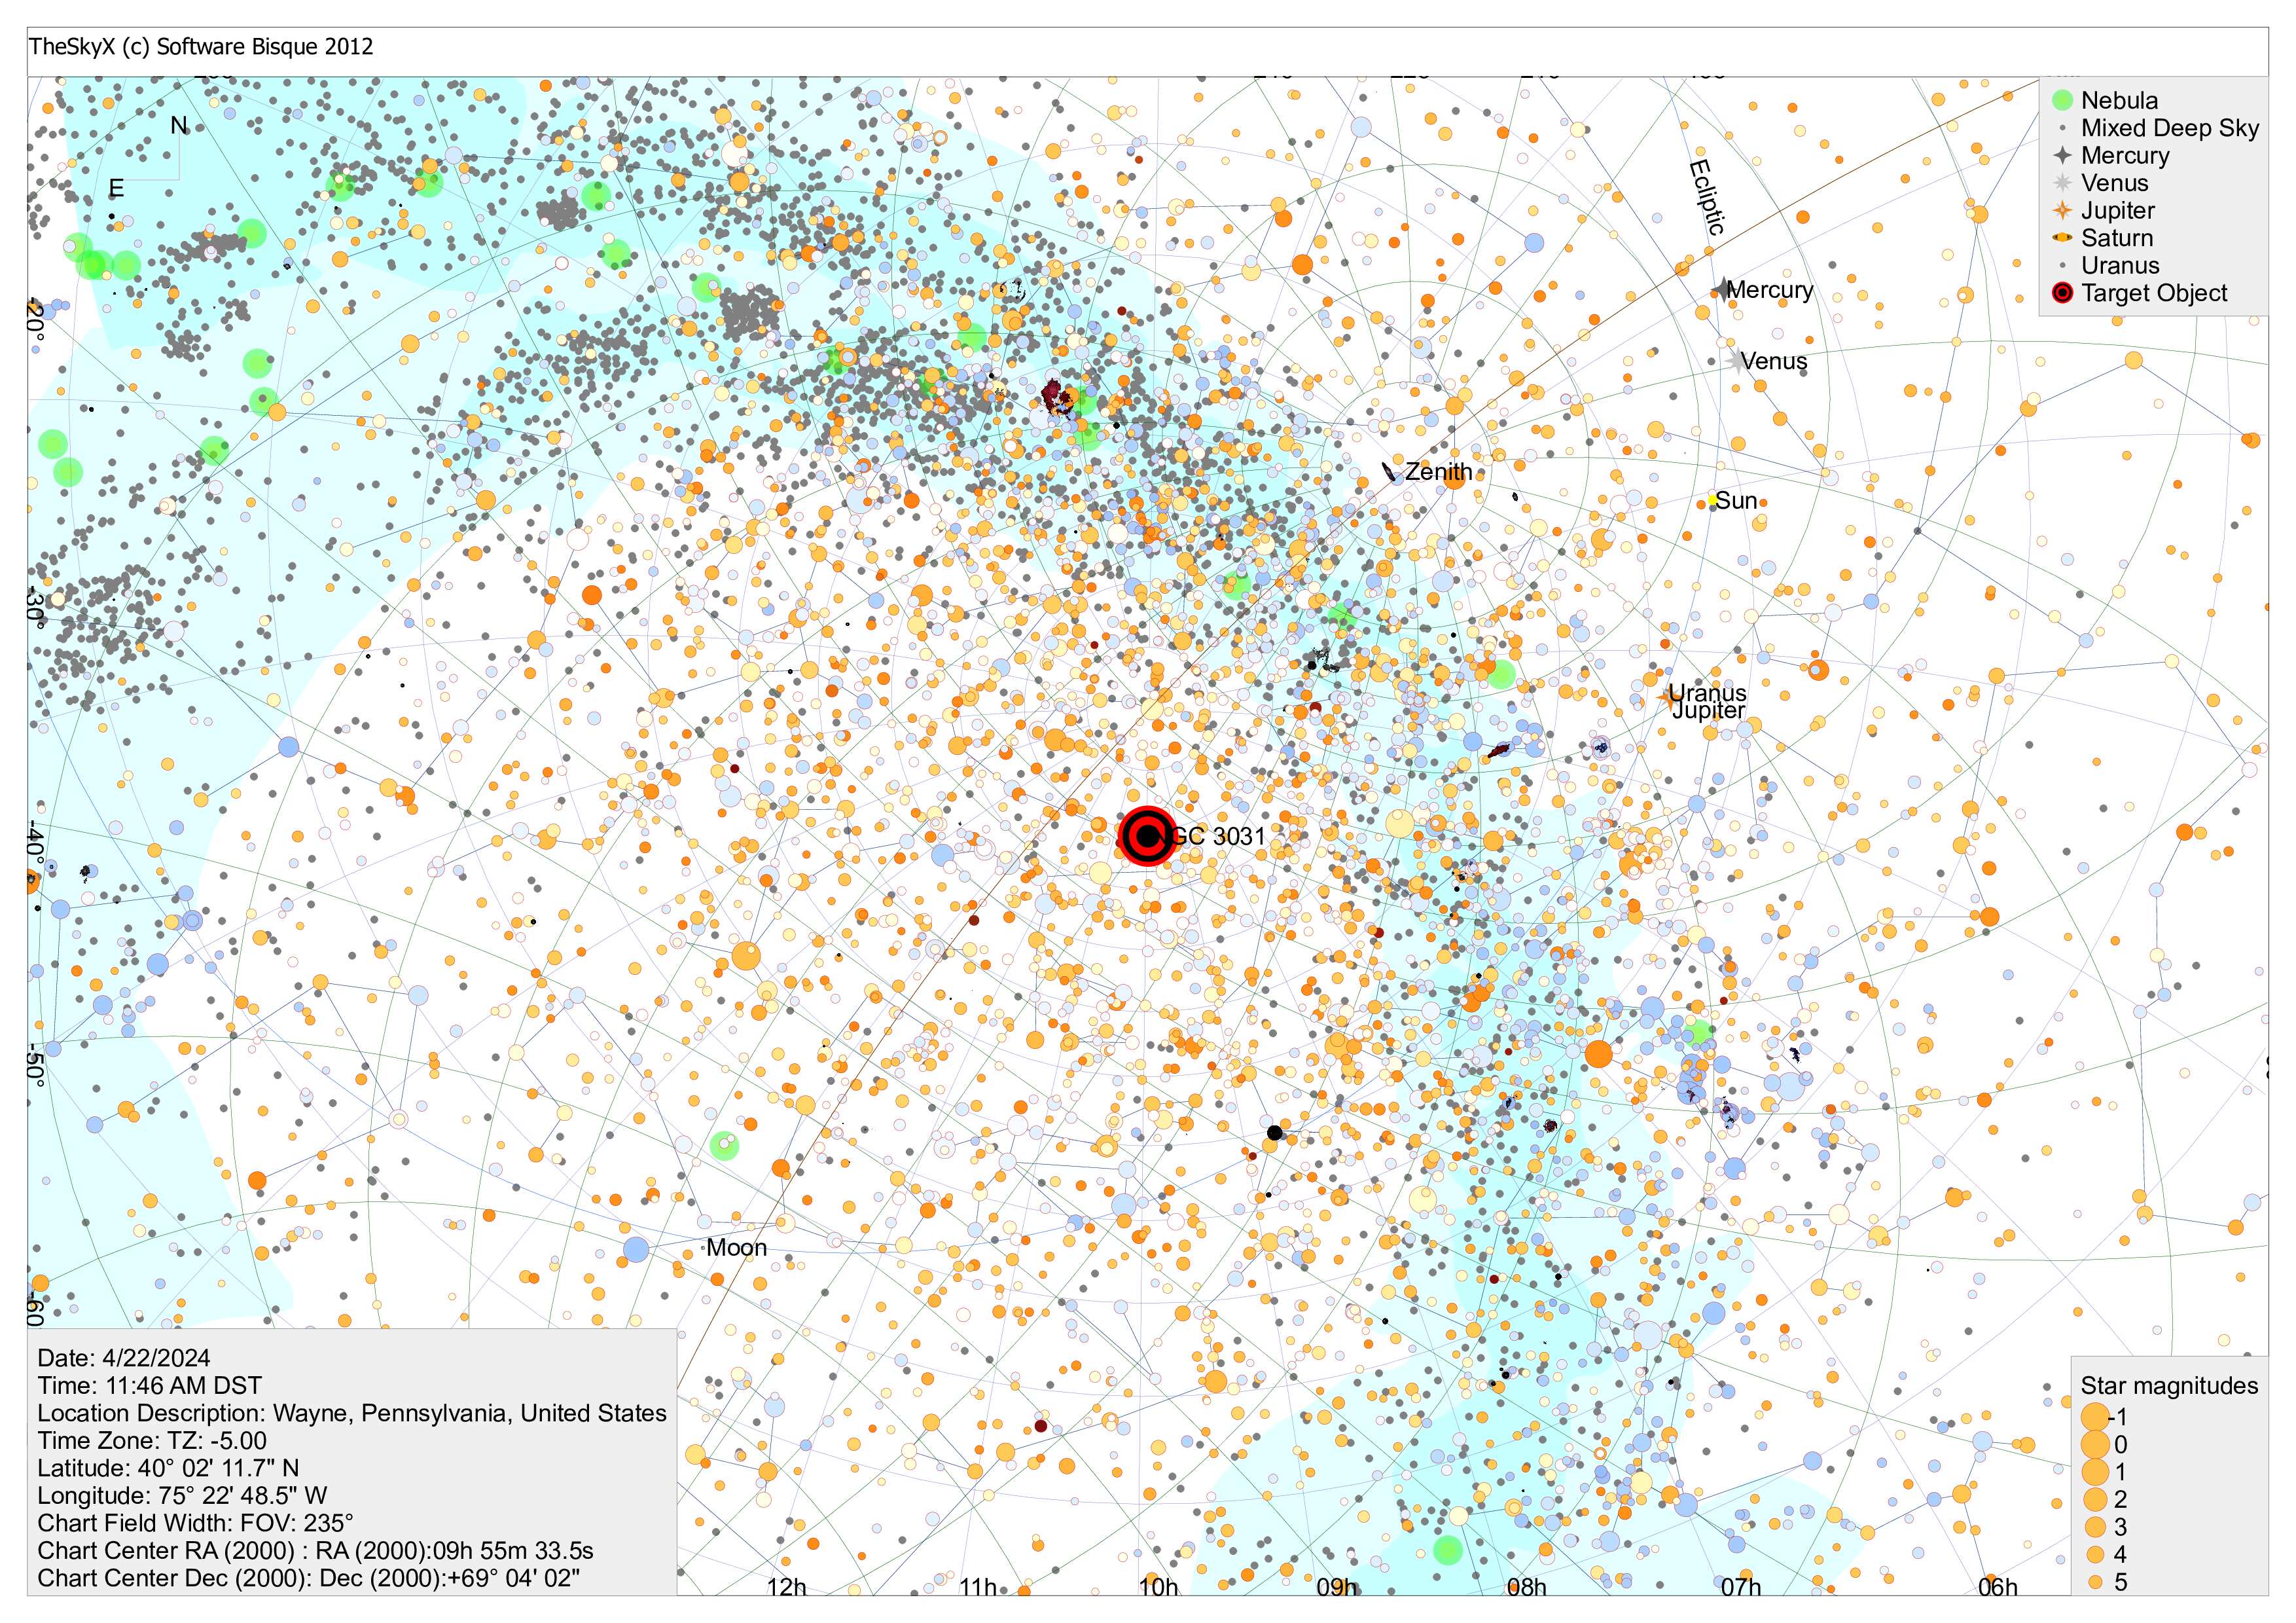 TheSkyX (c) Software Bisque 2012
N
E
Nebula
Mixed Deep Sky
Mercury
Venus
Jupiter
Saturn
Uranus
Target Object
Ecliptic
Mercury
Venus
Zenith
Sun
Uranus
Jupiter
GC 3031
Moon
-20°
-30°
-40°
-50°
-60
Date: 4/22/2024
Time: 11:46 AM DST
Location Description: Wayne, Pennsylvania, United States
Time Zone: TZ: -5.00
Latitude: 40° 02' 11.7" N
Longitude: 75° 22' 48.5" W
Chart Field Width: FOV: 235°
Chart Center RA (2000) : RA (2000):09h 55m 33.5s
Chart Center Dec (2000): Dec (2000):+69° 04' 02"
Star magnitudes
-1
0
1
2
3
4
5
12h 11h 10h 09h 08h 07h 06h